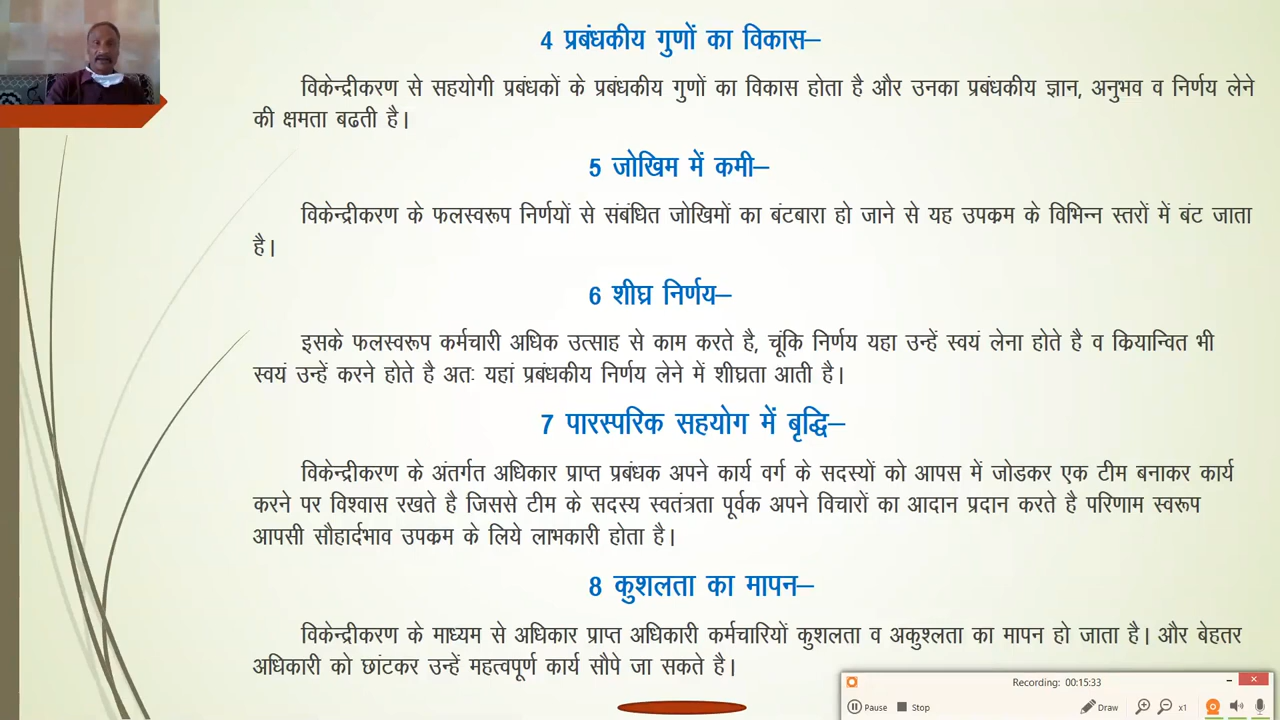 4 प्रबंधकीय गुणों का विकास–
विकेन्द्रीकरण से सहयोगी प्रबंधकों के प्रबंधकीय गुणों का विकास होता है और उनका प्रबंधकीय ज्ञान, अनुभव व निर्णय लेने
की क्षमता बढती है।
5 जोखिम में कमी–
विकेन्द्रीकरण के फलस्वरूप निर्णयों से संबंधित जोखिमों का बंटबारा हो जाने से यह उपक्रम के विभिन्न स्तरों में बंट जाता
है।
6 शीघ्र निर्णय–
इसके फलस्वरूप कर्मचारी अधिक उत्साह से काम करते है, चूंकि निर्णय यहा उन्हें स्वयं लेना होते है व क्रियान्वित भी
स्वयं उन्हें करने होते है अतः यहां प्रबंधकीय निर्णय लेने में शीघ्रता आती है।
7 पारस्परिक सहयोग में बृद्धि–
विकेन्द्रीकरण के अंतर्गत अधिकार प्राप्त प्रबंधक अपने कार्य वर्ग के सदस्यों को आपस में जोडकर एक टीम बनाकर कार्य
करने पर विश्वास रखते है जिससे टीम के सदस्य स्वतंत्रता पूर्वक अपने विचारों का आदान प्रदान करते है परिणाम स्वरूप
आपसी सौहार्दभाव उपक्रम के लिये लाभकारी होता है।
8 कुशलता का मापन–
विकेन्द्रीकरण के माध्यम से अधिकार प्राप्त अधिकारी कर्मचारियों कुशलता व अकुश्लता का मापन हो जाता है। और बेहतर
अधिकारी को छांटकर उन्हें महत्वपूर्ण कार्य सौपे जा सकते है।
Recording: 00:15:33
Pause Stop Draw x1